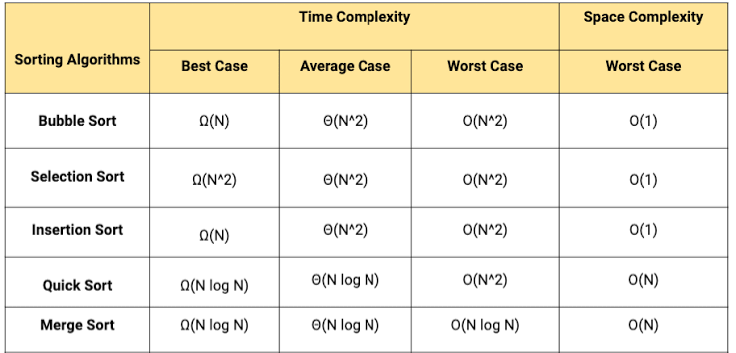 Sorting Algorithms Time Complexity Space Complexity
Best Case Average Case Worst Case Worst Case
Bubble Sort Ω(N) Θ(N^2) O(N^2) O(1)
Selection Sort Ω(N^2) Θ(N^2) O(N^2) O(1)
Insertion Sort Ω(N) Θ(N^2) O(N^2) O(1)
Quick Sort Ω(N log N) Θ(N log N) O(N^2) O(N)
Merge Sort Ω(N log N) Θ(N log N) O(N log N) O(N)